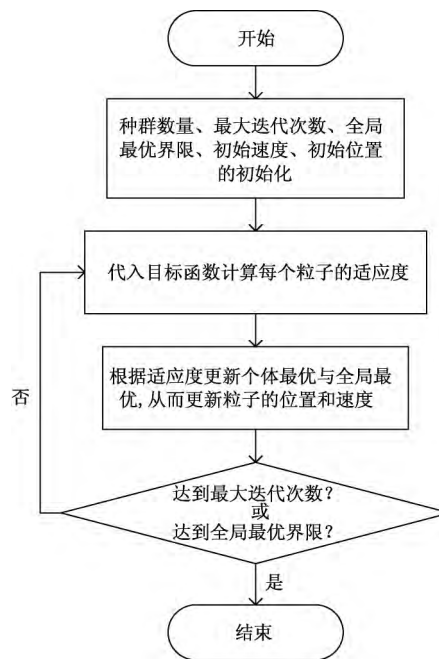 开始
种群数量、最大迭代次数、全局
最优界限、初始速度、初始位置
的初始化
代入目标函数计算每个粒子的适应度
根据适应度更新个体最优与全局最
优,从而更新粒子的位置和速度
否
达到最大迭代次数?
或
达到全局最优界限?
是
结束